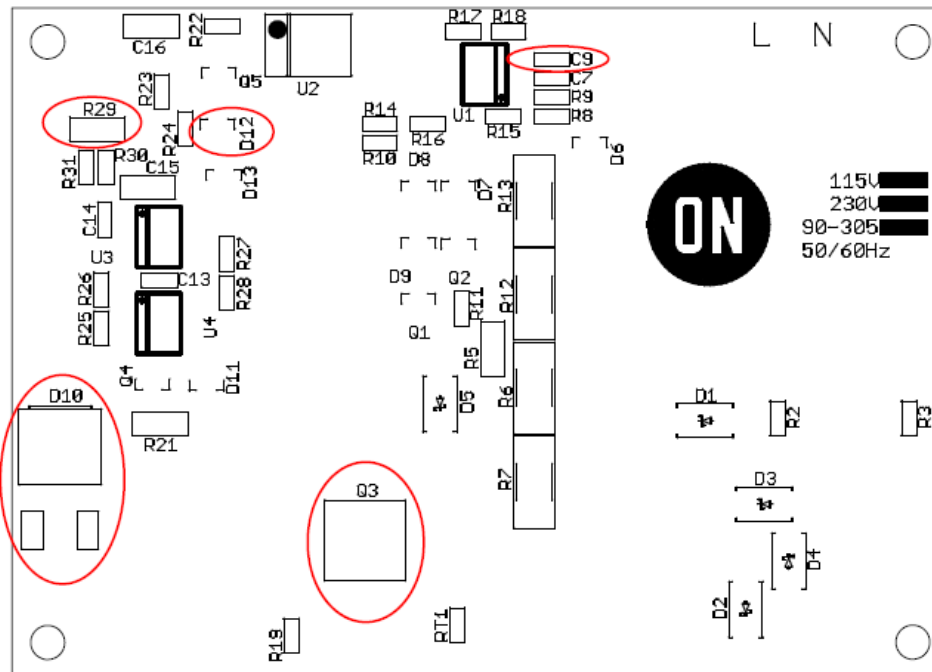 R22
C16
R17
R18
L N
C9
C7
R9
R8
U2
Q5
R23
R29
R24
D12
U1
R15
R14
R16
R10
D8
D6
R31
R30
C15
D13
D7
R13
115V
230V
90-305
50/60Hz
ON
C14
U3
R27
C13
R26
R28
D9
Q2
R11
R12
R25
U4
Q1
R5
Q4
D11
D10
R21
D5
R6
D1
R2
R3
R7
Q3
D3
D4
D2
R19
RT1